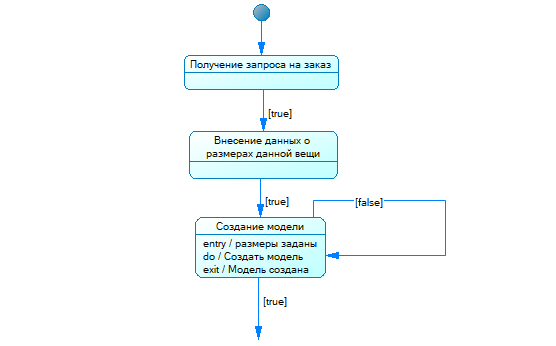 Получение запроса на заказ
[true]
Внесение данных о
размерах данной вещи
[true]
[false]
Создание модели
entry / размеры заданы
do / Создать модель
exit / Модель создана
[true]